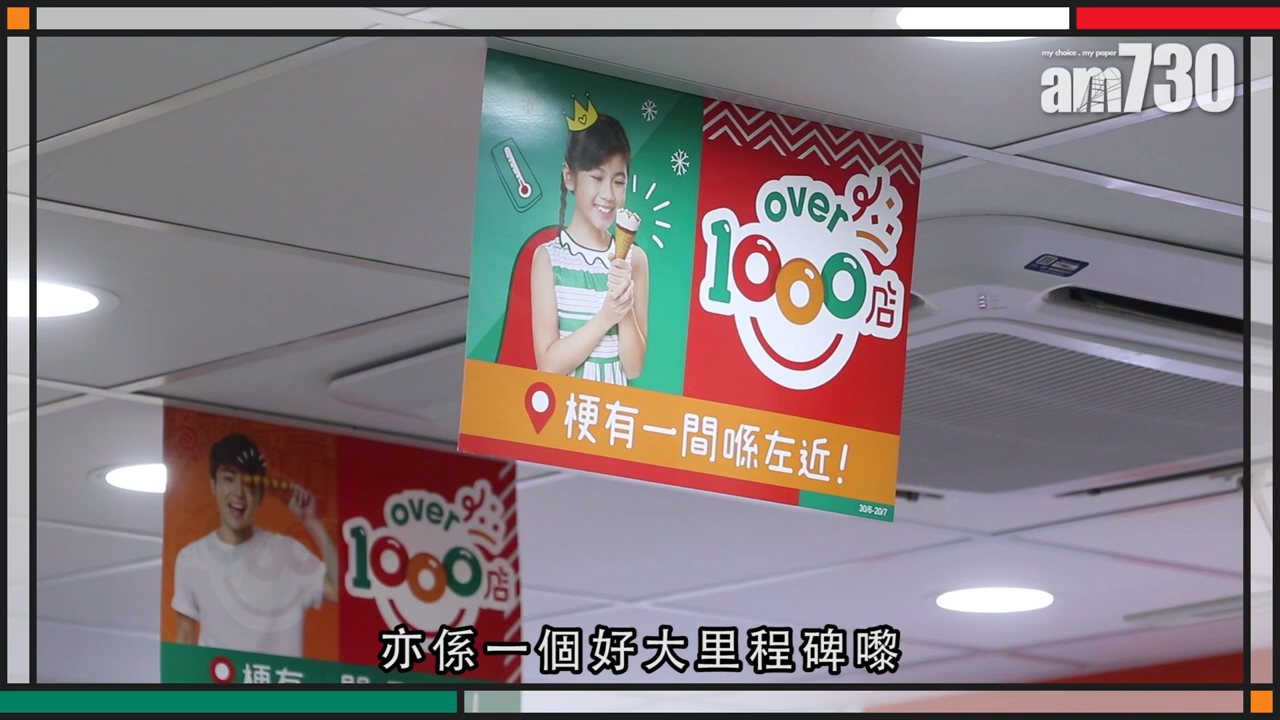 my choice . my paper
am730
over
1000店
梗有一間喺左近!
30/6-20/7
over
1000店
梗有一間
亦係一個好大里程碑嚟